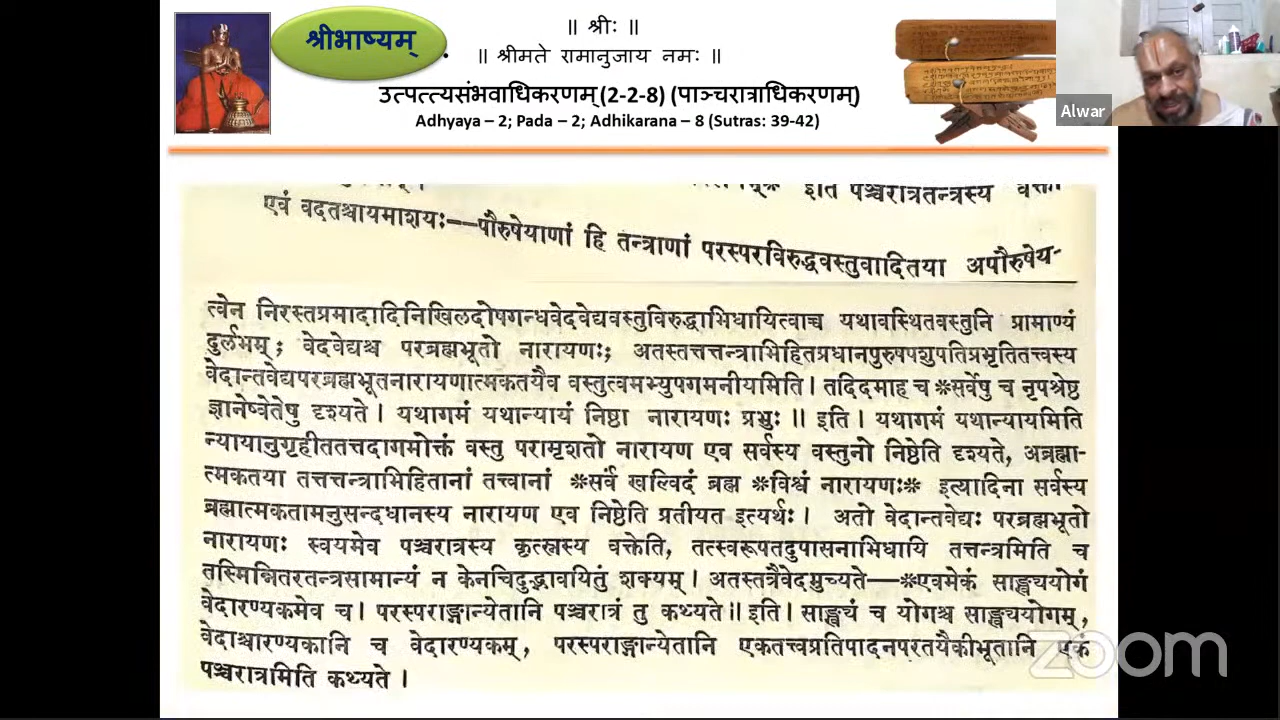 श्रीभाष्यम्
॥ श्रीः ॥
॥ श्रीमते रामानुजाय नमः ॥
उत्पत्त्यसंभवाधिकरणम् (2-2-8) (पाञ्चरात्राधिकरणम्)
Adhyaya – 2; Pada – 2; Adhikarana – 8 (Sutras: 39-42)
Alwar
इति पञ्चरात्रतन्त्रस्य
एवं वदतश्चायमाशयः––पौरुषेयाणां हि तन्त्राणां परस्परविरुद्धवस्तुवादितया अपौरुषेय-
त्वेन निरस्तप्रमादादिनिखिलदोषगन्धवेदवेद्यवस्तुविरुद्धाभिधायित्वाच्च यथावस्थितवस्तुनि प्रामाण्यं
दुर्लभम्; वेदवेद्यश्च परब्रह्मभूतो नारायणः; अतस्तत्तत्तन्त्राभिहितप्रधानपुरुषपशुपतिप्रभृतितत्त्वस्य
वेदान्तवेद्यपरब्रह्मभूतनारायणात्मकतयैव वस्तुत्वमभ्युपगमनीयमिति । तदिदमाह च ❋सर्वेषु च नृपश्रेष्ठ
ज्ञानेष्वेतेषु दृश्यते । यथागमं यथान्यायं निष्ठा नारायणः प्रभुः ॥ इति । यथागमं यथान्यायमिति
न्यायानुगृहीततत्तदागमोक्तं वस्तु परामृशतो नारायण एव सर्वस्य वस्तुनो निष्ठेति दृश्यते, अब्रह्मा-
त्मकतया तत्तत्तन्त्राभिहितानां तत्त्वानां ❋सर्वं खल्विदं ब्रह्म ❋विश्वं नारायणः❋ इत्यादिना सर्वस्य
ब्रह्मात्मकतामनुसन्दधानस्य नारायण एव निष्ठेति प्रतीयत इत्यर्थः । अतो वेदान्तवेद्यः परब्रह्मभूतो
नारायणः स्वयमेव पञ्चरात्रस्य कृत्स्नस्य वक्तेति, तत्स्वरूपतदुपासनाभिधायि तत्तन्त्रमिति च
तस्मिन्नितरतन्त्रसामान्यं न केनचिदुद्भावयितुं शक्यम् । अतस्तत्रैवेदमुच्यते–– ❋एवमेकं साङ्ख्ययोगं
वेदारण्यकमेव च । परस्पराङ्गान्येतानि पञ्चरात्रं तु कथ्यते ॥ इति । साङ्ख्यं च योगश्च साङ्ख्ययोगम्,
वेदाश्चारण्यकानि च वेदारण्यकम्, परस्पराङ्गान्येतानि एकतत्त्वप्रतिपादनपरतयैकीभूतानि एकं
पञ्चरात्रमिति कथ्यते ।
zoom